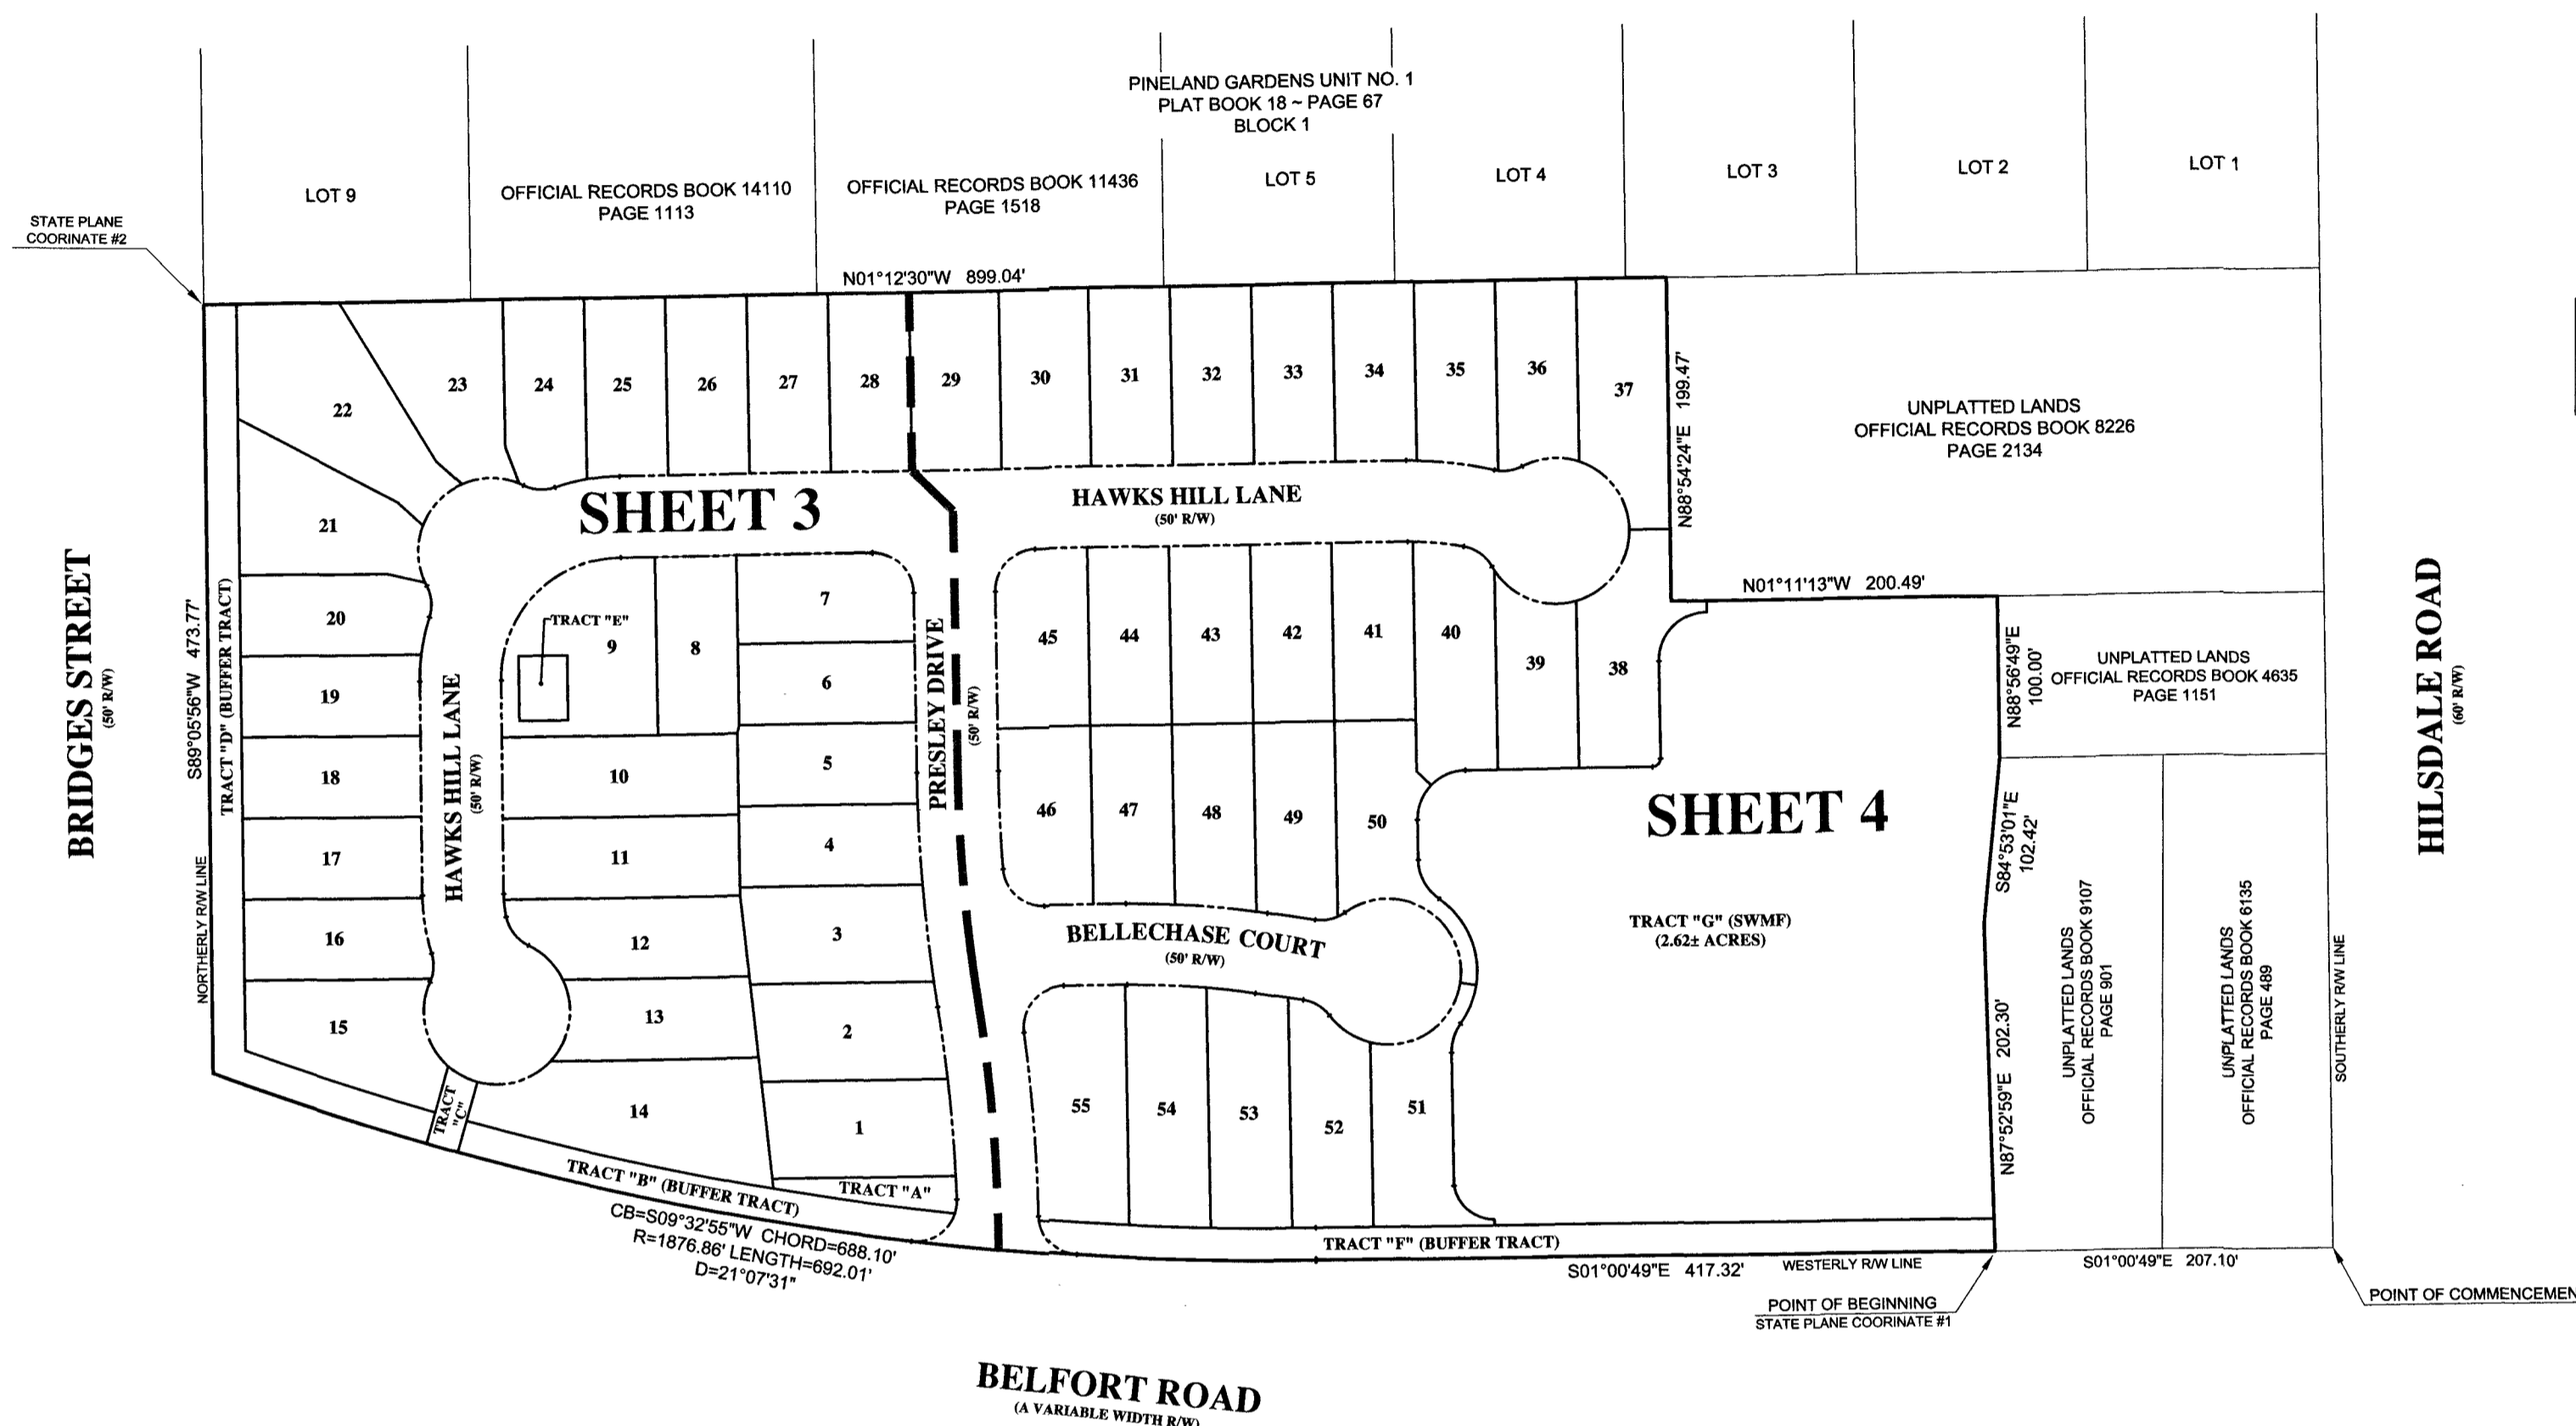 PINELAND GARDENS UNIT NO. 1
PLAT BOOK 18 ~ PAGE 67
BLOCK 1
LOT 9
OFFICIAL RECORDS BOOK 14110
PAGE 1113
OFFICIAL RECORDS BOOK 11436
PAGE 1518
LOT 5
LOT 4
LOT 3
LOT 2
LOT 1
STATE PLANE
COORINATE #2
N01°12'30"W 899.04'
22
23
24
25
26
27
28
29
30
31
32
33
34
35
36
37
N88°54'24"E 199.47'
UNPLATTED LANDS
OFFICIAL RECORDS BOOK 8226
PAGE 2134
21
SHEET 3
HAWKS HILL LANE
(50' R/W)
BRIDGES STREET
(50' R/W)
S89°05'56"W 473.77'
NORTHERLY R/W LINE
TRACT "D" (BUFFER TRACT)
20
19
18
17
16
15
HAWKS HILL LANE
(50' R/W)
TRACT "E"
9
8
7
6
5
4
3
2
1
10
11
12
13
14
PRESLEY DRIVE
(50' R/W)
45
44
43
42
41
40
39
38
46
47
48
49
50
N01°11'13"W 200.49'
N88°56'49"E
100.00'
UNPLATTED LANDS
OFFICIAL RECORDS BOOK 4635
PAGE 1151
HILSDALE ROAD
(60' R/W)
SHEET 4
S84°53'01"E
102.42'
TRACT "G" (SWMF)
(2.62± ACRES)
BELLECHASE COURT
(50' R/W)
55
54
53
52
51
N87°52'59"E 202.30'
UNPLATTED LANDS
OFFICIAL RECORDS BOOK 9107
PAGE 901
UNPLATTED LANDS
OFFICIAL RECORDS BOOK 6135
PAGE 489
SOUTHERLY R/W LINE
TRACT
"C"
TRACT "B" (BUFFER TRACT)
TRACT "A"
CB=S09°32'55"W CHORD=688.10'
R=1876.86' LENGTH=692.01'
D=21°07'31"
TRACT "F" (BUFFER TRACT)
S01°00'49"E 417.32'
WESTERLY R/W LINE
S01°00'49"E 207.10'
POINT OF BEGINNING
STATE PLANE COORINATE #1
POINT OF COMMENCEMEN
BELFORT ROAD
(A VARIABLE WIDTH R/W)